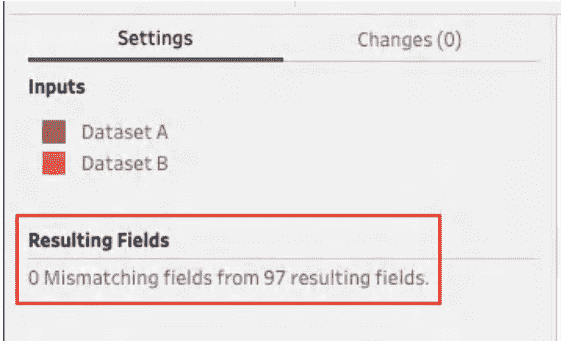 Settings
Changes (0)
Inputs
Dataset A
Dataset B
Resulting Fields
0 Mismatching fields from 97 resulting fields.